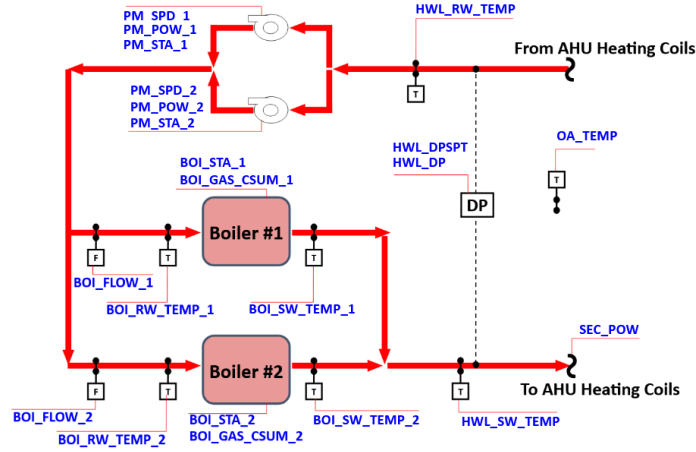 PM_SPD_1
PM_POW_1
PM_STA_1
HWL_RW_TEMP
From AHU Heating Coils
PM_SPD_2
PM_POW_2
PM_STA_2
T
HWL_DPSPT
HWL_DP
OA_TEMP
T
BOI_STA_1
BOI_GAS_CSUM_1
DP
Boiler #1
F
T
T
BOI_FLOW_1
BOI_RW_TEMP_1
BOI_SW_TEMP_1
SEC_POW
Boiler #2
F
T
T
T
To AHU Heating Coils
BOI_FLOW_2
BOI_RW_TEMP_2
BOI_STA_2
BOI_GAS_CSUM_2
BOI_SW_TEMP_2
HWL_SW_TEMP